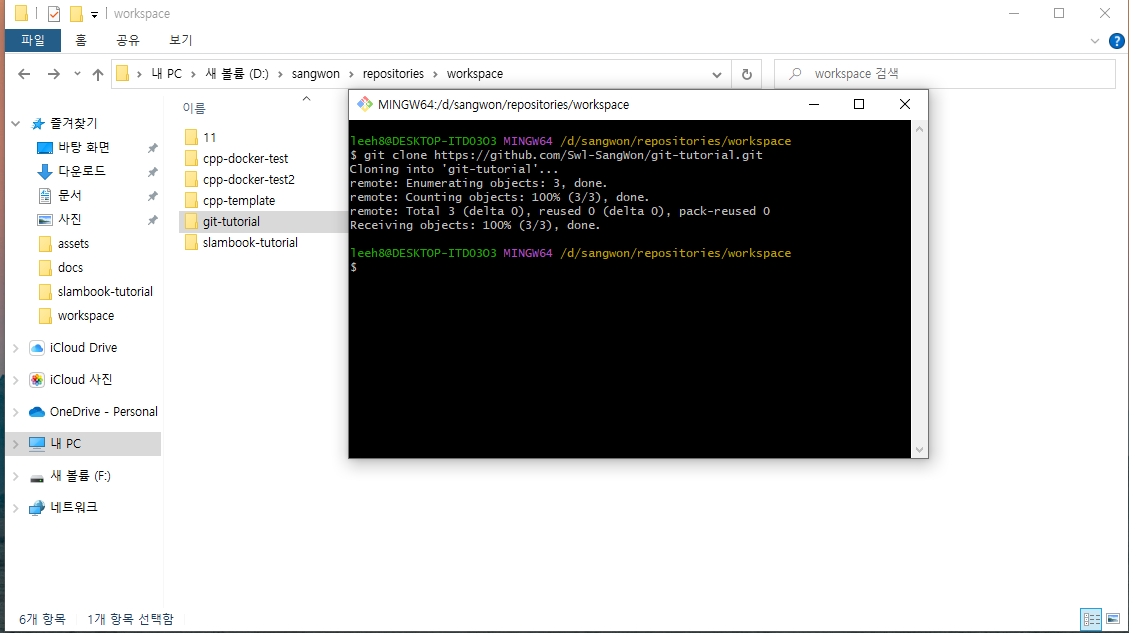 workspace
파일 홈 공유 보기
내 PC › 새 볼륨 (D:) › sangwon › repositories › workspace
workspace 검색
즐겨찾기
바탕 화면
다운로드
문서
사진
assets
docs
slambook-tutorial
workspace
iCloud Drive
iCloud 사진
OneDrive - Personal
내 PC
새 볼륨 (F:)
네트워크
이름
11
cpp-docker-test
cpp-docker-test2
cpp-template
git-tutorial
slambook-tutorial
MINGW64:/d/sangwon/repositories/workspace
leeh8@DESKTOP-ITDO3O3 MINGW64 /d/sangwon/repositories/workspace
$ git clone https://github.com/Swl-SangWon/git-tutorial.git
Cloning into 'git-tutorial'...
remote: Enumerating objects: 3, done.
remote: Counting objects: 100% (3/3), done.
remote: Total 3 (delta 0), reused 0 (delta 0), pack-reused 0
Receiving objects: 100% (3/3), done.
leeh8@DESKTOP-ITDO3O3 MINGW64 /d/sangwon/repositories/workspace
$
6개 항목 1개 항목 선택함